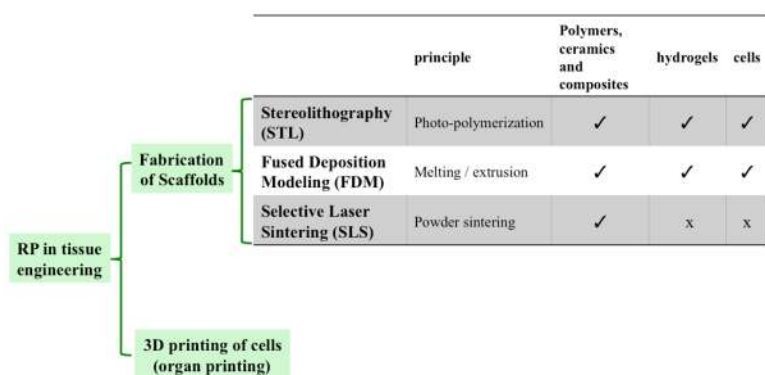 Polymers,
ceramics
and
composites
principle
hydrogels
cells
Stereolithography
(STL)
Photo-polymerization
✓
✓
✓
Fabrication
of Scaffolds
Fused Deposition
Modeling (FDM)
Melting / extrusion
✓
✓
✓
Selective Laser
Sintering (SLS)
Powder sintering
✓
x
x
RP in tissue
engineering
3D printing of cells
(organ printing)